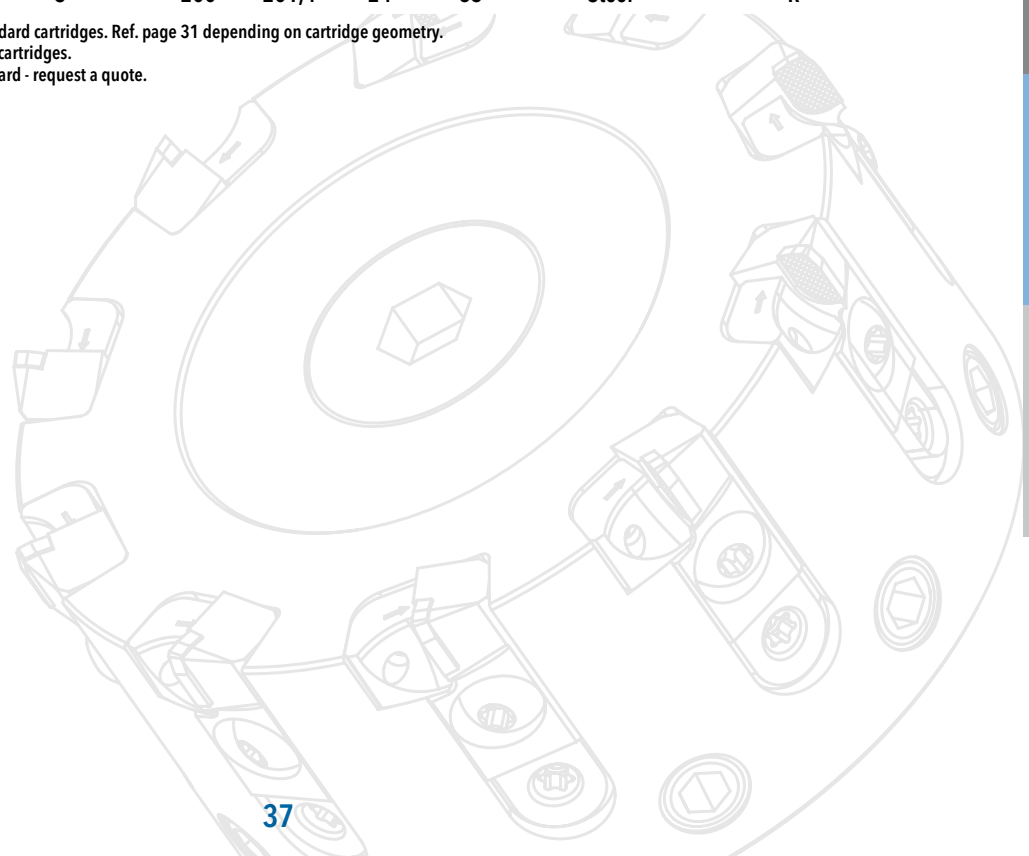 dard cartridges. Ref. page 31 depending on cartridge geometry.
cartridges.
ard - request a quote.
37